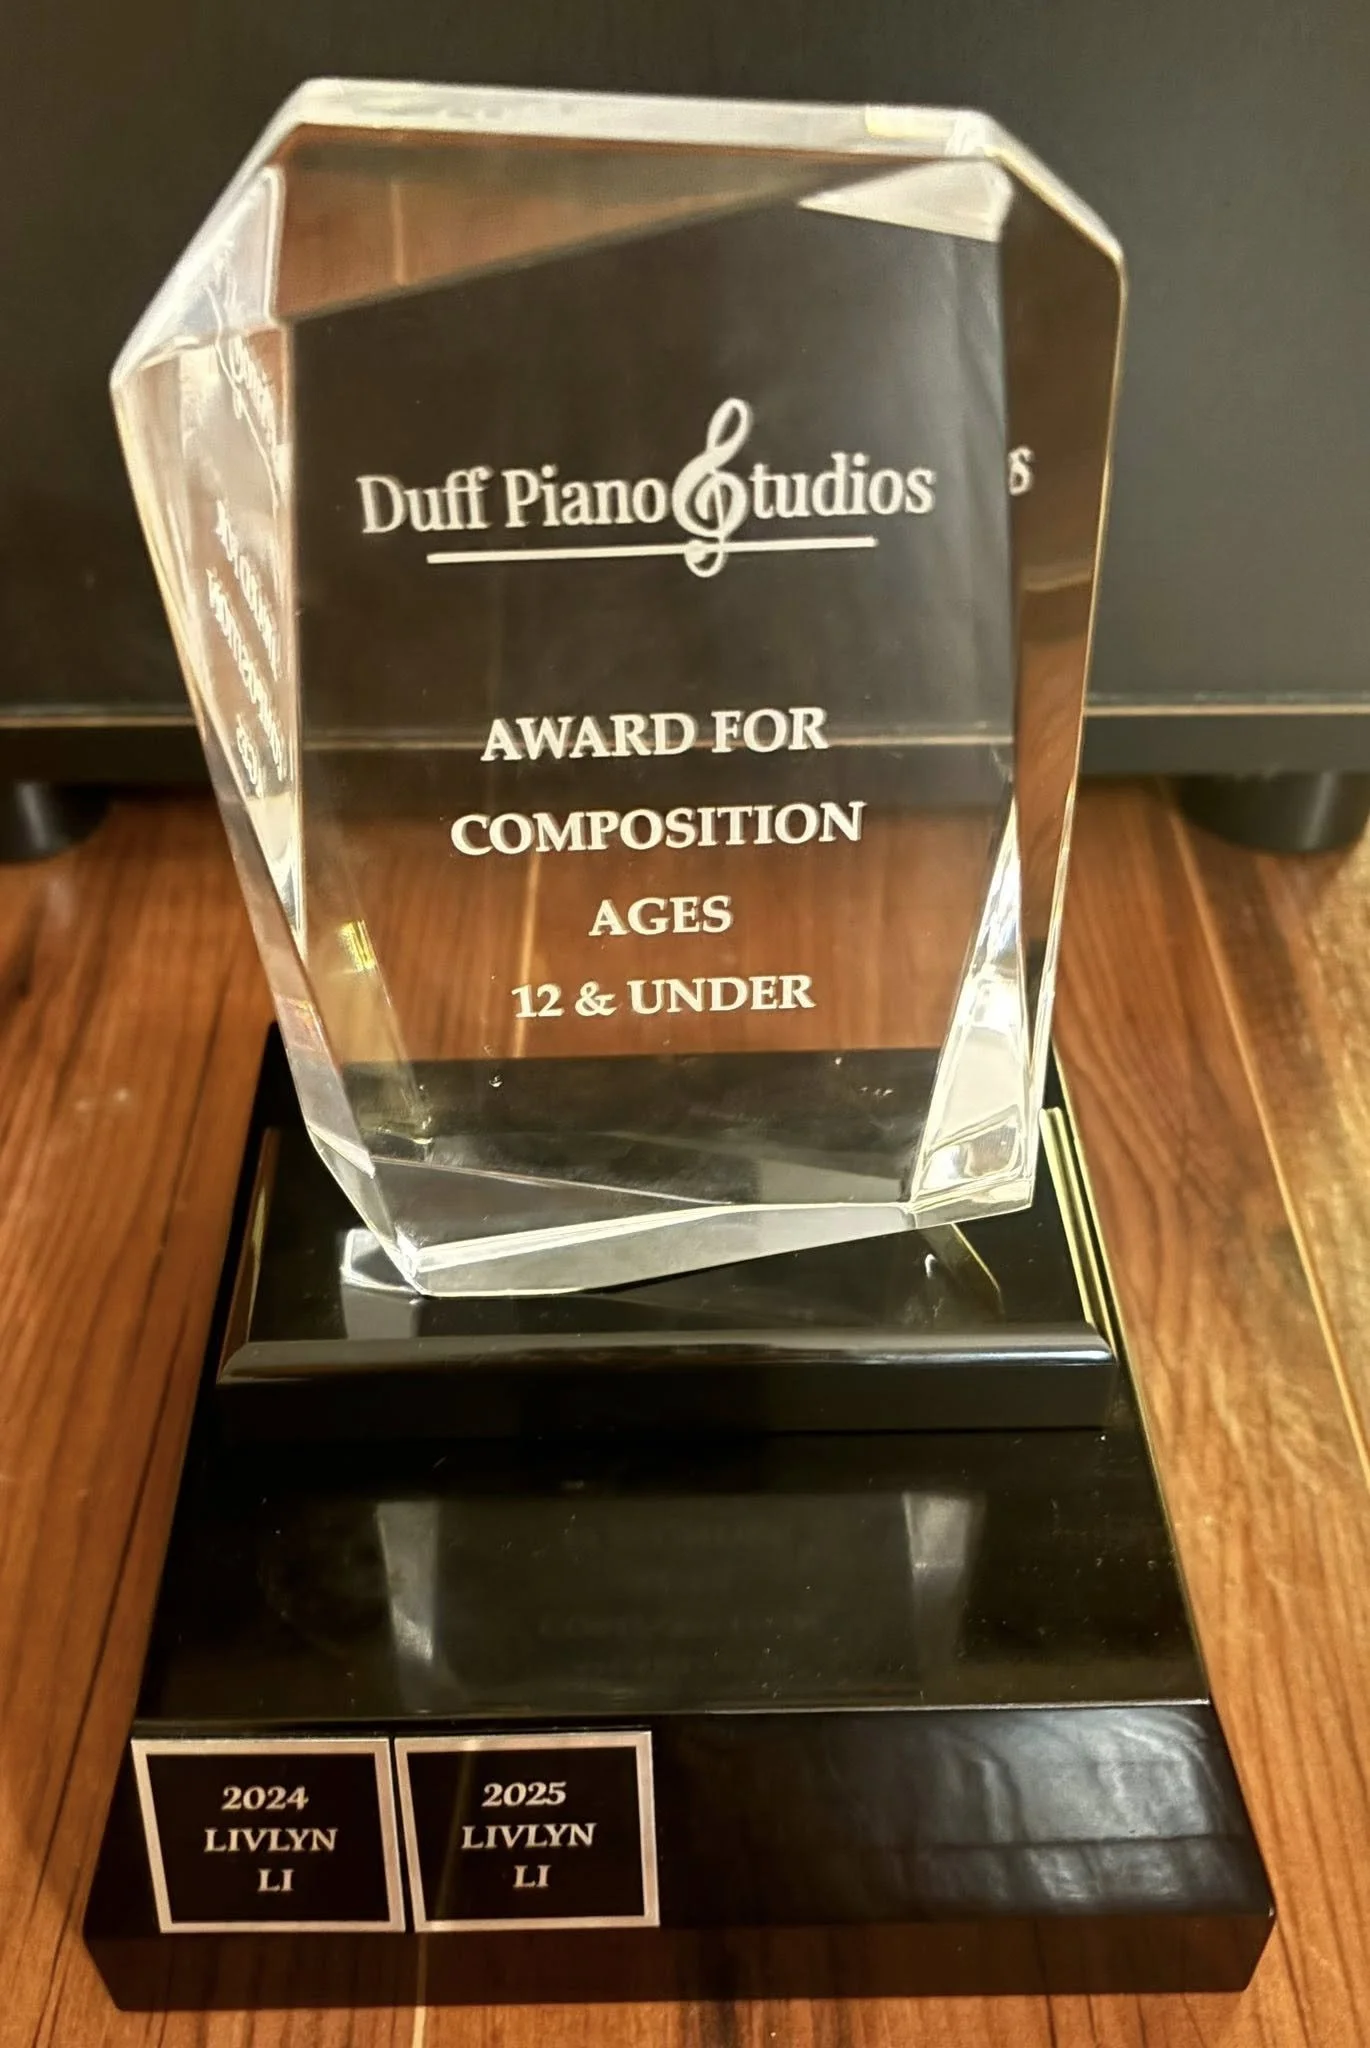 Duff Piano Studios
AWARD FOR
COMPOSITION
AGES
12 & UNDER
2024
LIVLYN
LI
2025
LIVLYN
LI